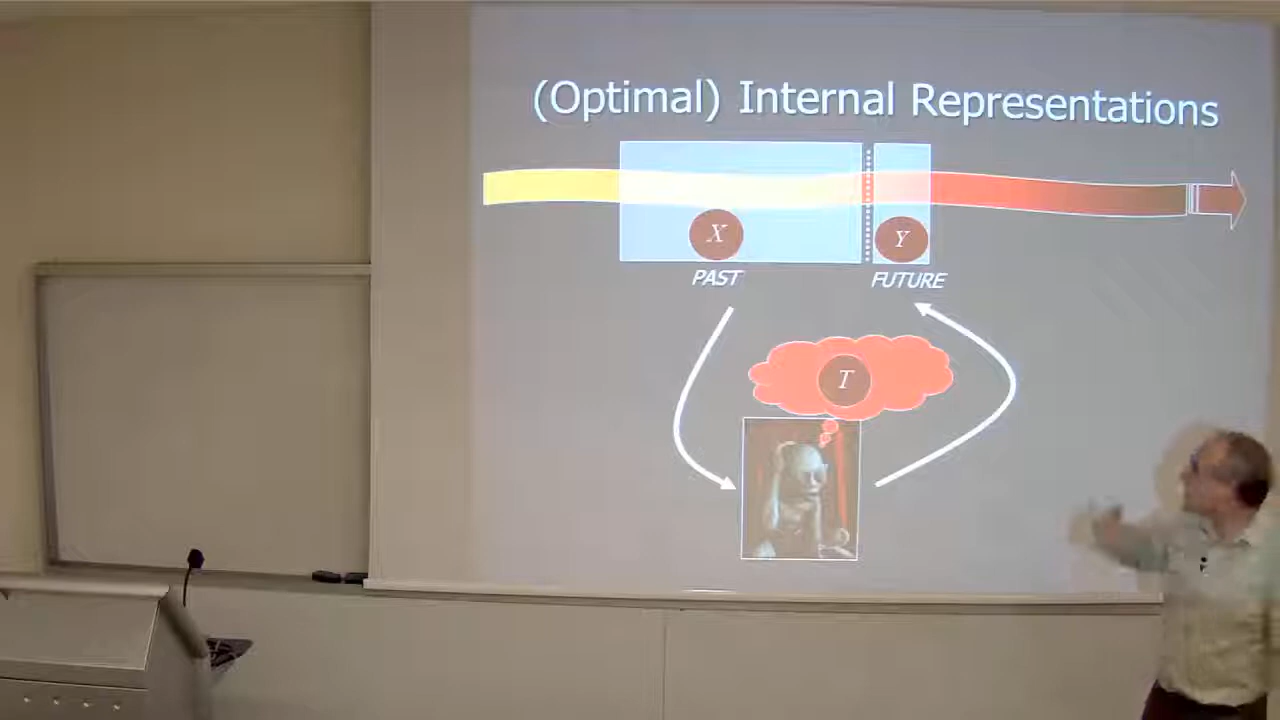 (Optimal) Internal Representations
X
Y
PAST
FUTURE
T